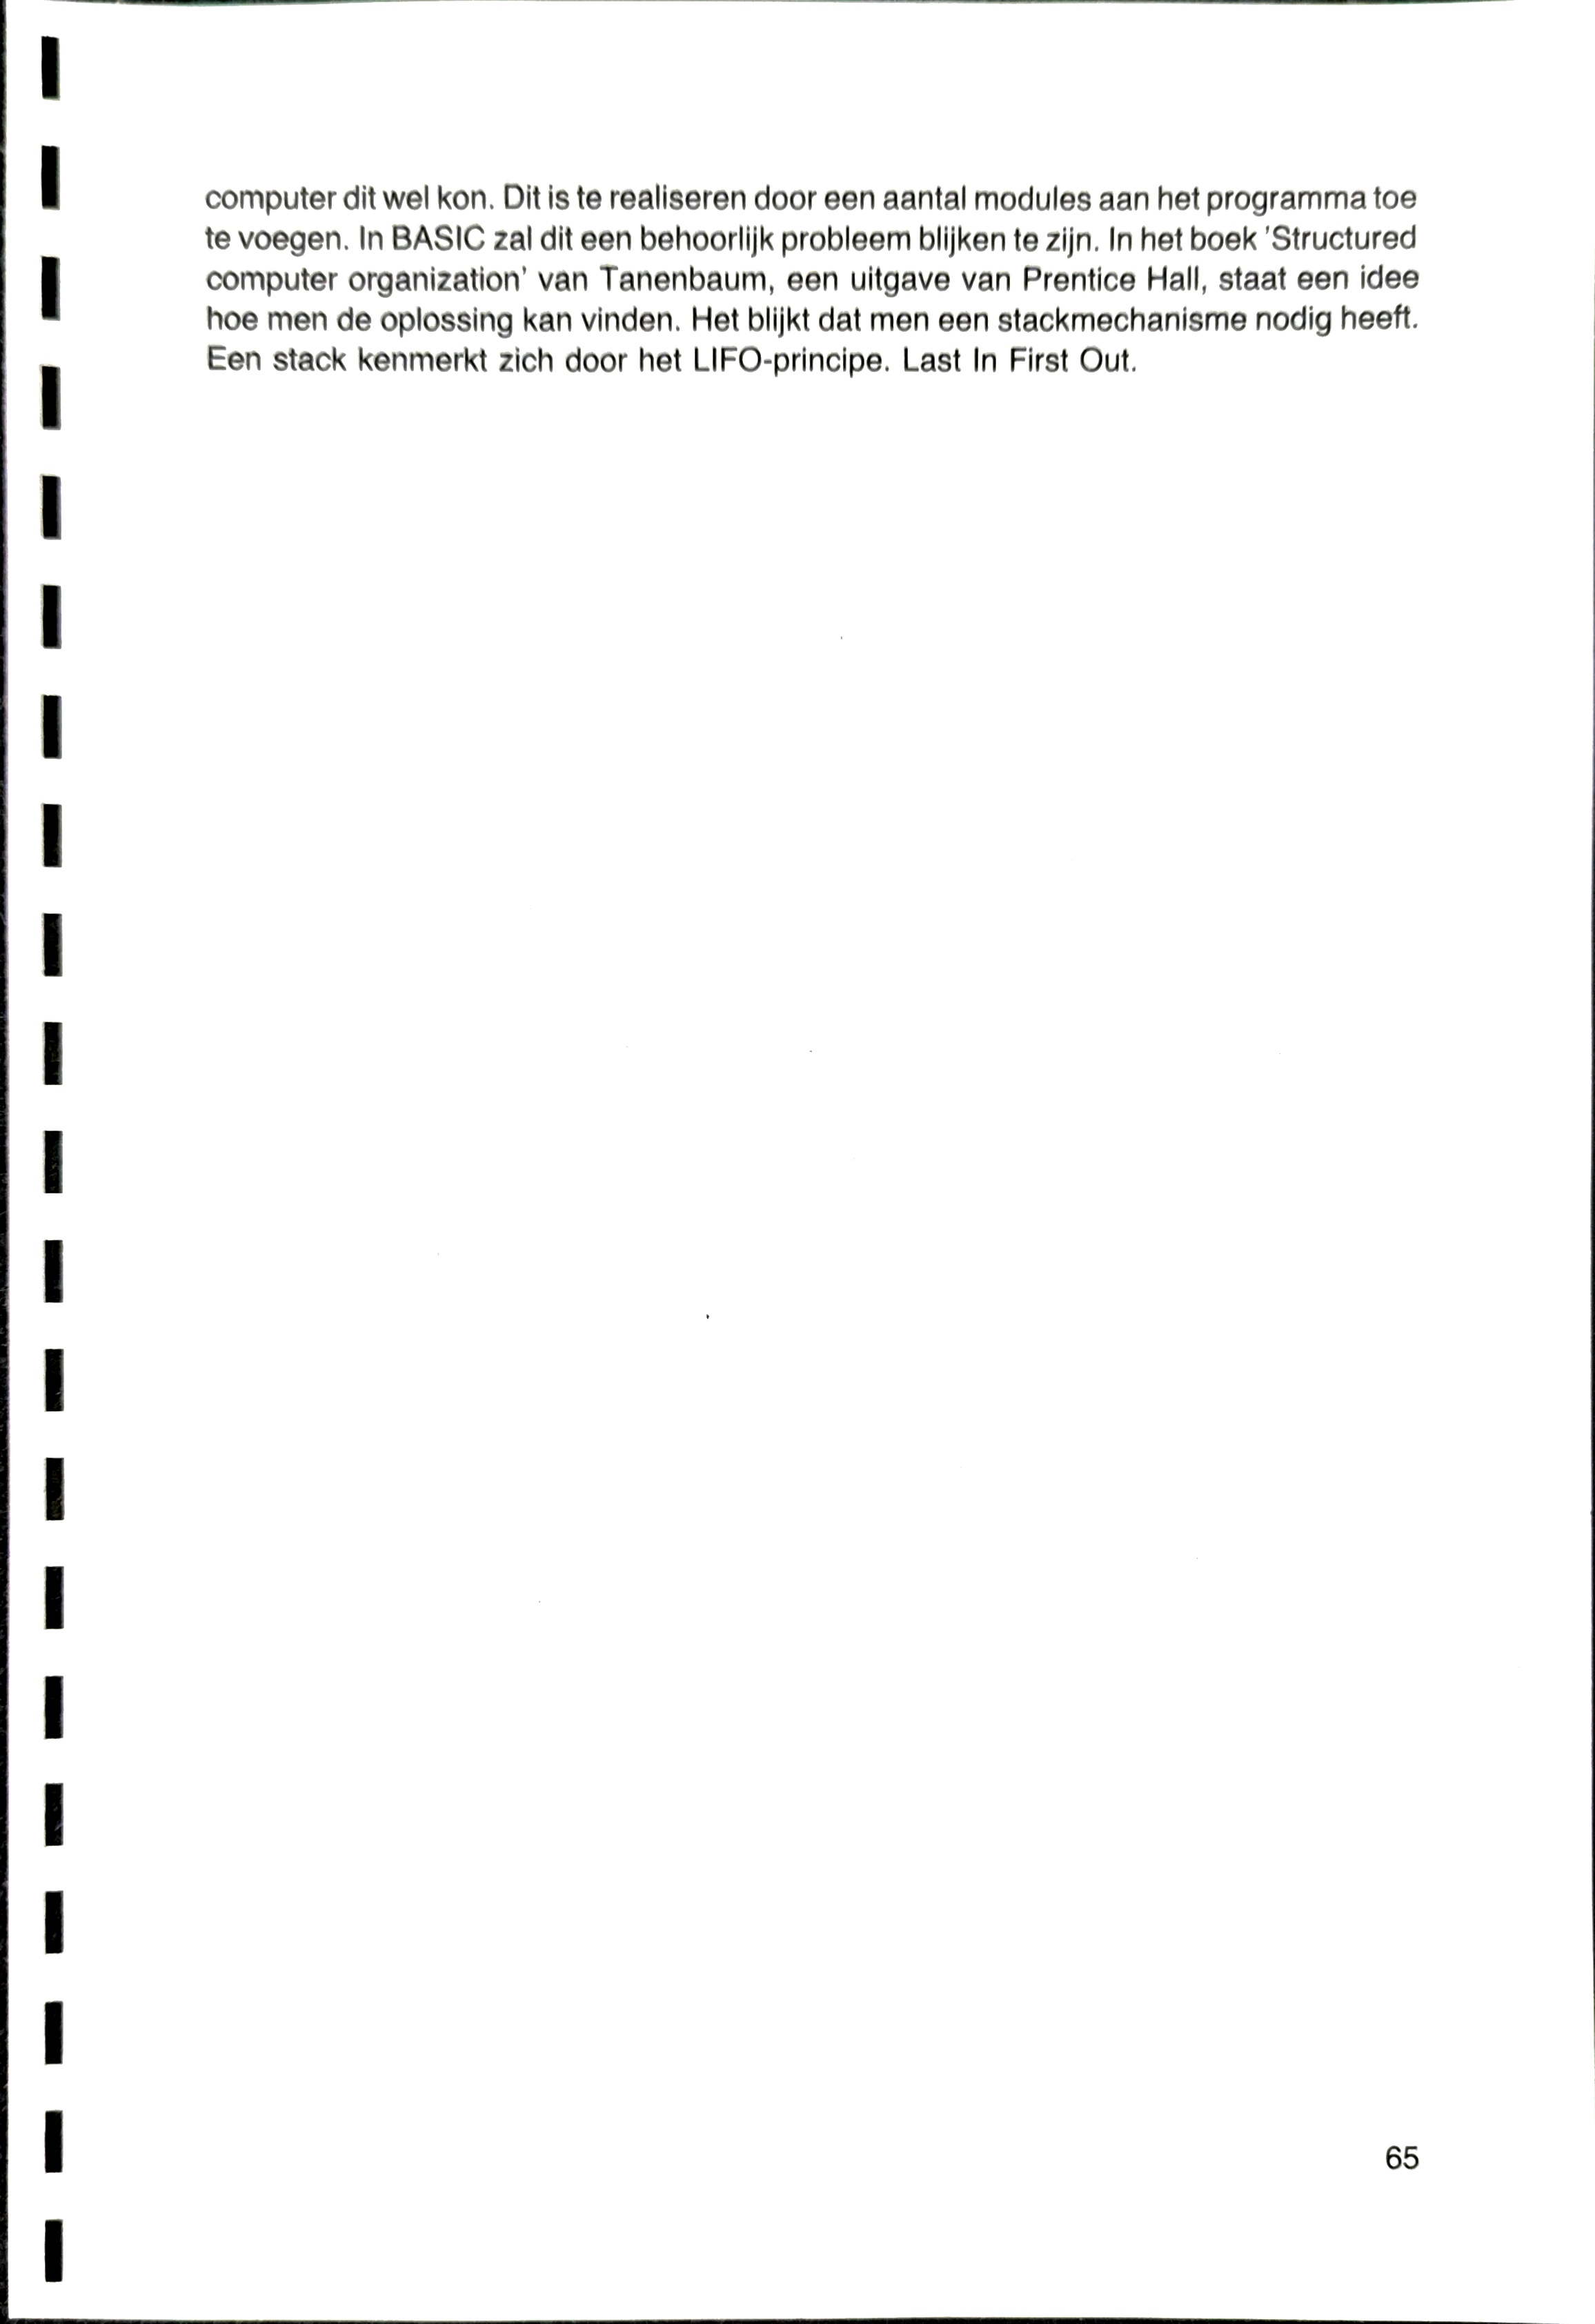 computer dit wel kon. Dit is te realiseren door een aantal modules aan het programma toe
te voegen. In BASIC zal dit een behoorlijk probleem blijken te zijn. In het boek 'Structured
computer organization' van Tanenbaum, een uitgave van Prentice Hall, staat een idee
hoe men de oplossing kan vinden. Het blijkt dat men een stackmechanisme nodig heeft.
Een stack kenmerkt zich door het LIFO-principe. Last In First Out.
65